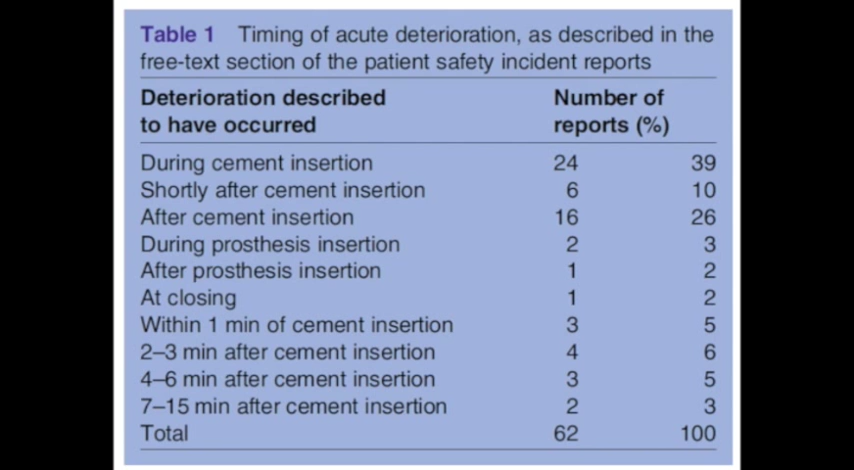 Table 1 Timing of acute deterioration, as described in the
free-text section of the patient safety incident reports
Deterioration described Number of
to have occurred reports (%)
During cement insertion 24 39
Shortly after cement insertion 6 10
After cement insertion 16 26
During prosthesis insertion 2 3
After prosthesis insertion 1 2
At closing 1 2
Within 1 min of cement insertion 3 5
2–3 min after cement insertion 4 6
4–6 min after cement insertion 3 5
7–15 min after cement insertion 2 3
Total 62 100